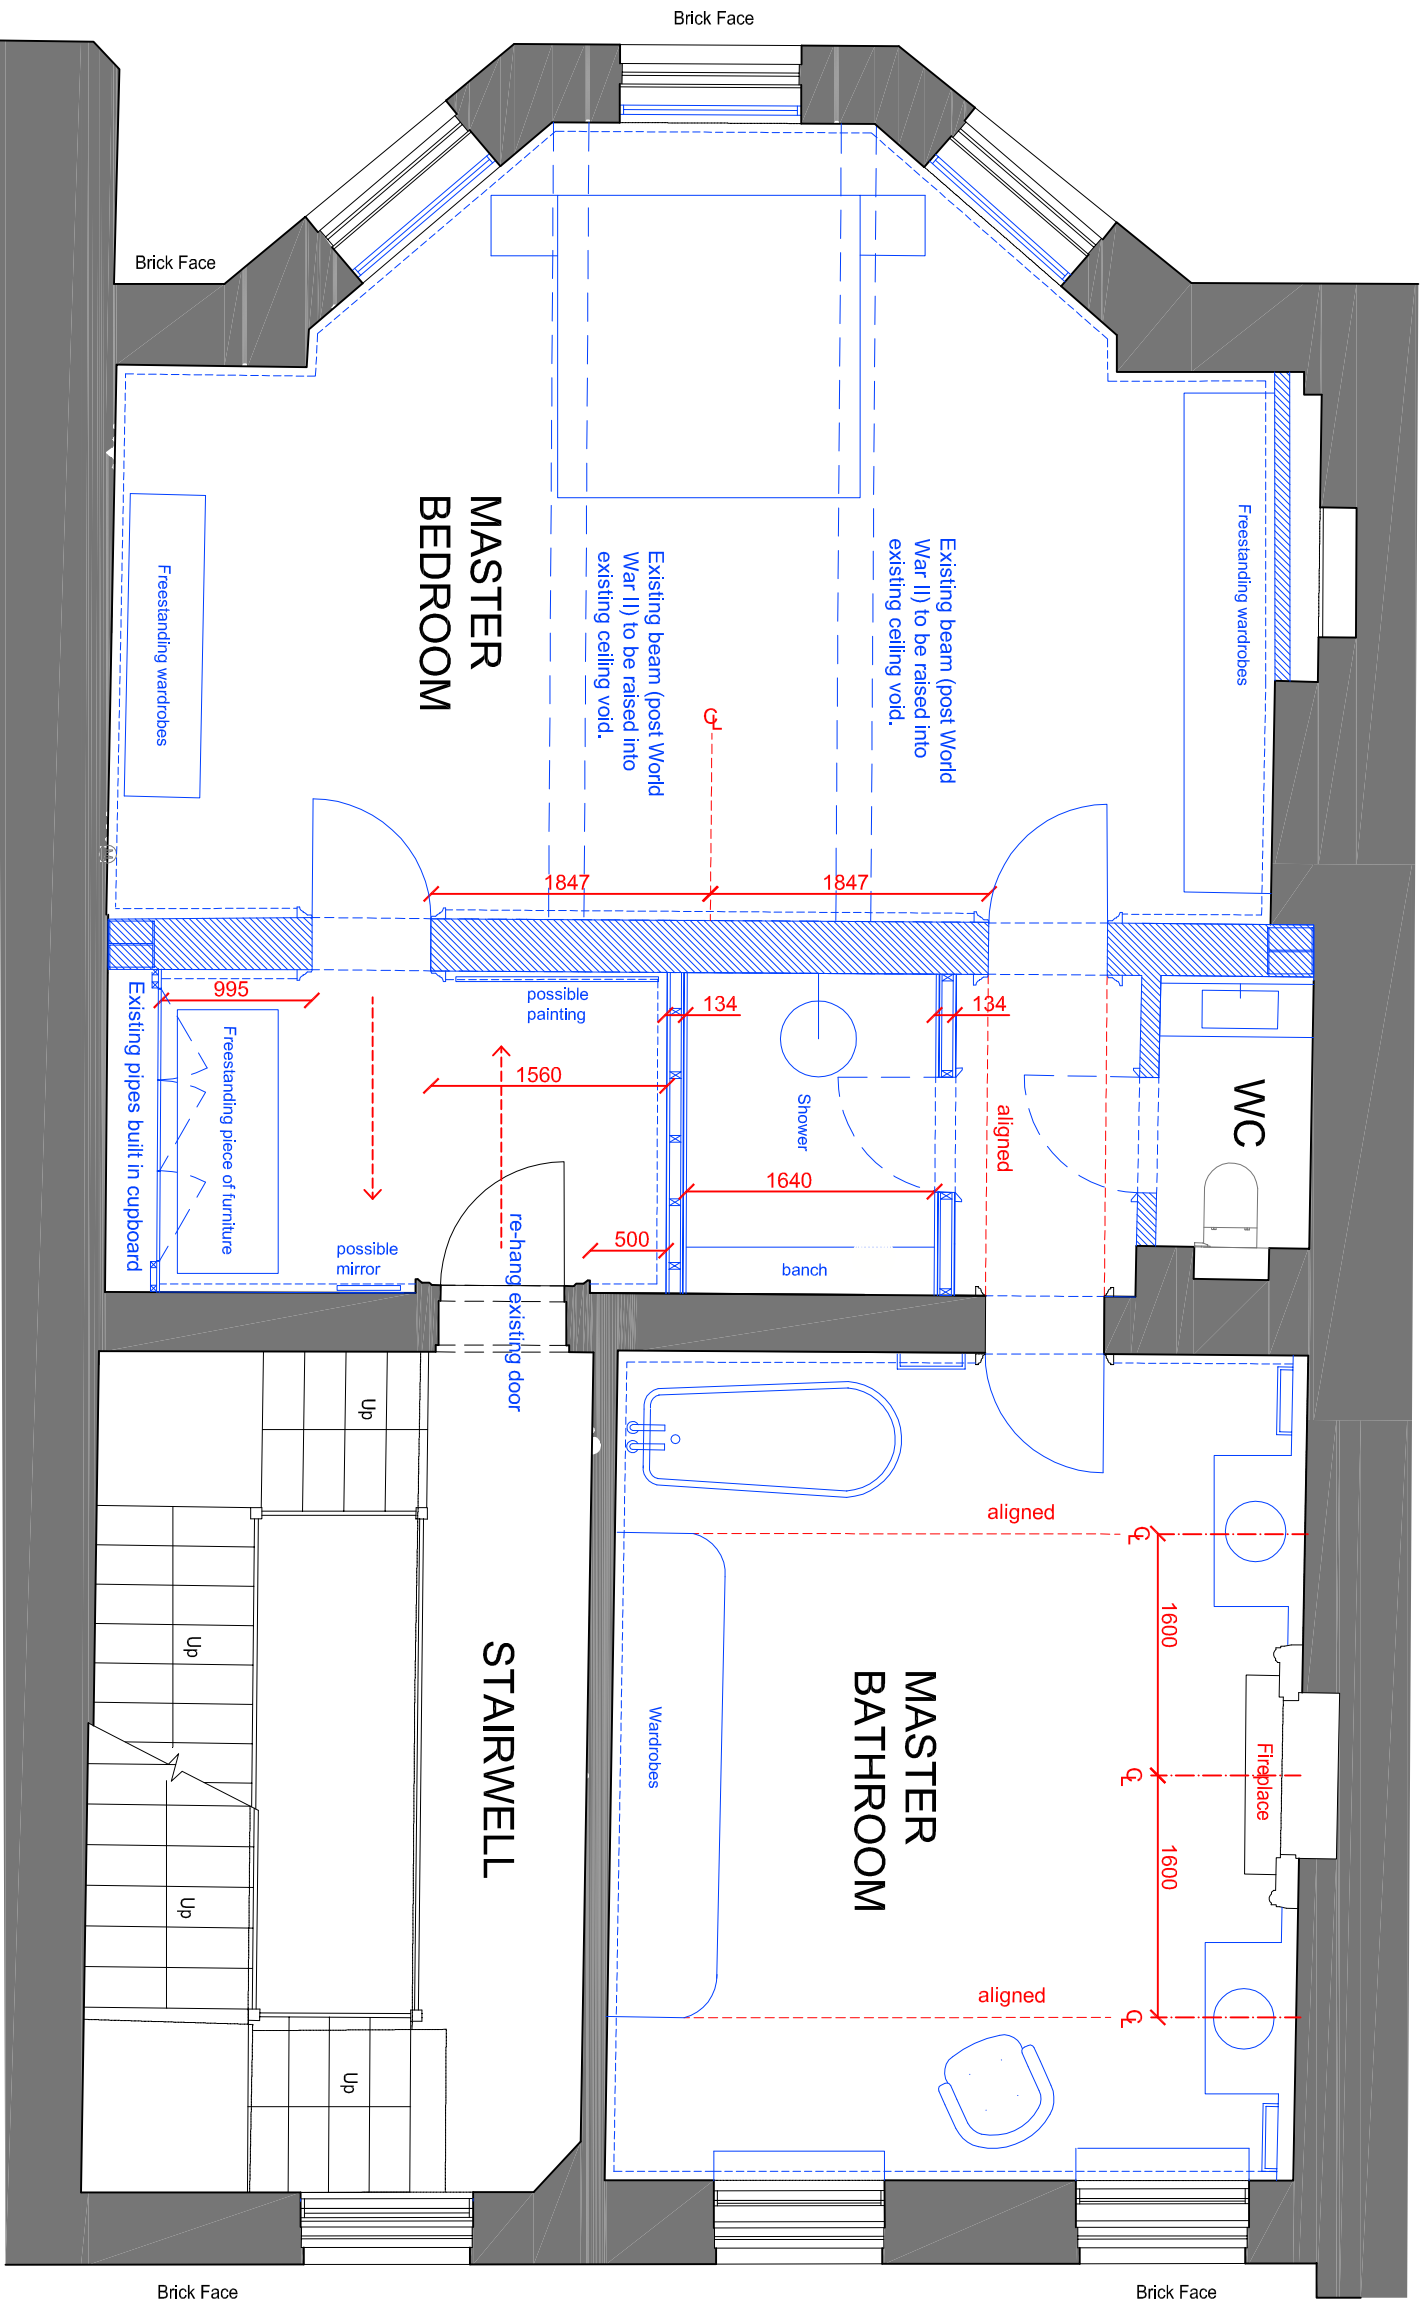 Brick Face
Brick Face
MASTER
BEDROOM
Freestanding wardrobes
Freestanding wardrobes
Existing beam (post World
War II) to be raised into
existing ceiling void.
Existing beam (post World
War II) to be raised into
existing ceiling void.
CL
1847
1847
995
possible
painting
134
134
1560
Existing pipes built in cupboard
Freestanding piece of furniture
Shower
aligned
WC
1640
500
possible
mirror
re-hang existing door
banch
Up
aligned
CL
1600
Up
STAIRWELL
Wardrobes
MASTER
BATHROOM
CL
Fireplace
1600
Up
aligned
CL
Up
Brick Face
Brick Face